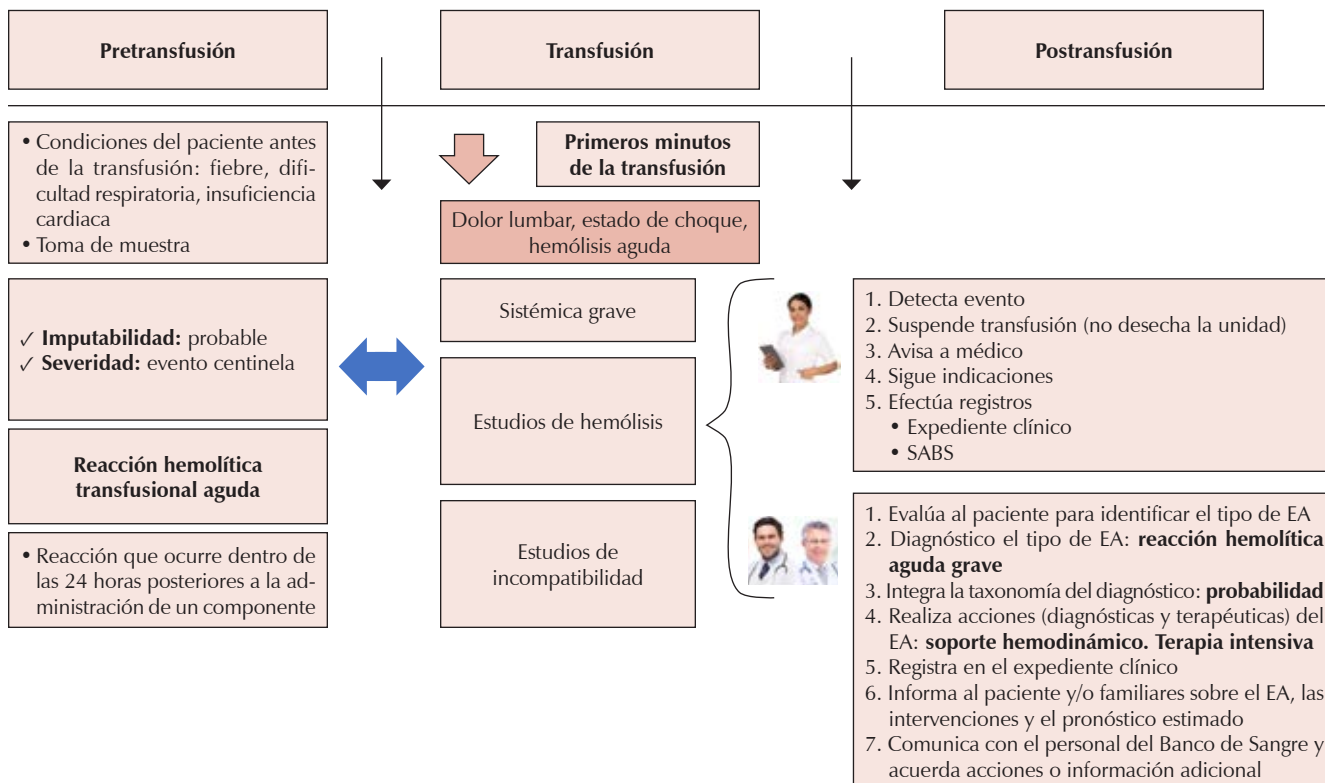 Pretransfusión
Transfusión
Postransfusión
• Condiciones del paciente antes
de la transfusión: fiebre, difi-
cultad respiratoria, insuficiencia
cardiaca
• Toma de muestra
Primeros minutos
de la transfusión
Dolor lumbar, estado de choque,
hemólisis aguda
✓ Imputabilidad: probable
✓ Severidad: evento centinela
Sistémica grave
Estudios de hemólisis
Estudios de
incompatibilidad
Reacción hemolítica
transfusional aguda
• Reacción que ocurre dentro de
las 24 horas posteriores a la ad-
ministración de un componente
1. Detecta evento
2. Suspende transfusión (no desecha la unidad)
3. Avisa a médico
4. Sigue indicaciones
5. Efectúa registros
• Expediente clínico
• SABS
1. Evalúa al paciente para identificar el tipo de EA
2. Diagnóstico el tipo de EA: reacción hemolítica
aguda grave
3. Integra la taxonomía del diagnóstico: probabilidad
4. Realiza acciones (diagnósticas y terapéuticas) del
EA: soporte hemodinámico. Terapia intensiva
5. Registra en el expediente clínico
6. Informa al paciente y/o familiares sobre el EA, las
intervenciones y el pronóstico estimado
7. Comunica con el personal del Banco de Sangre y
acuerda acciones o información adicional